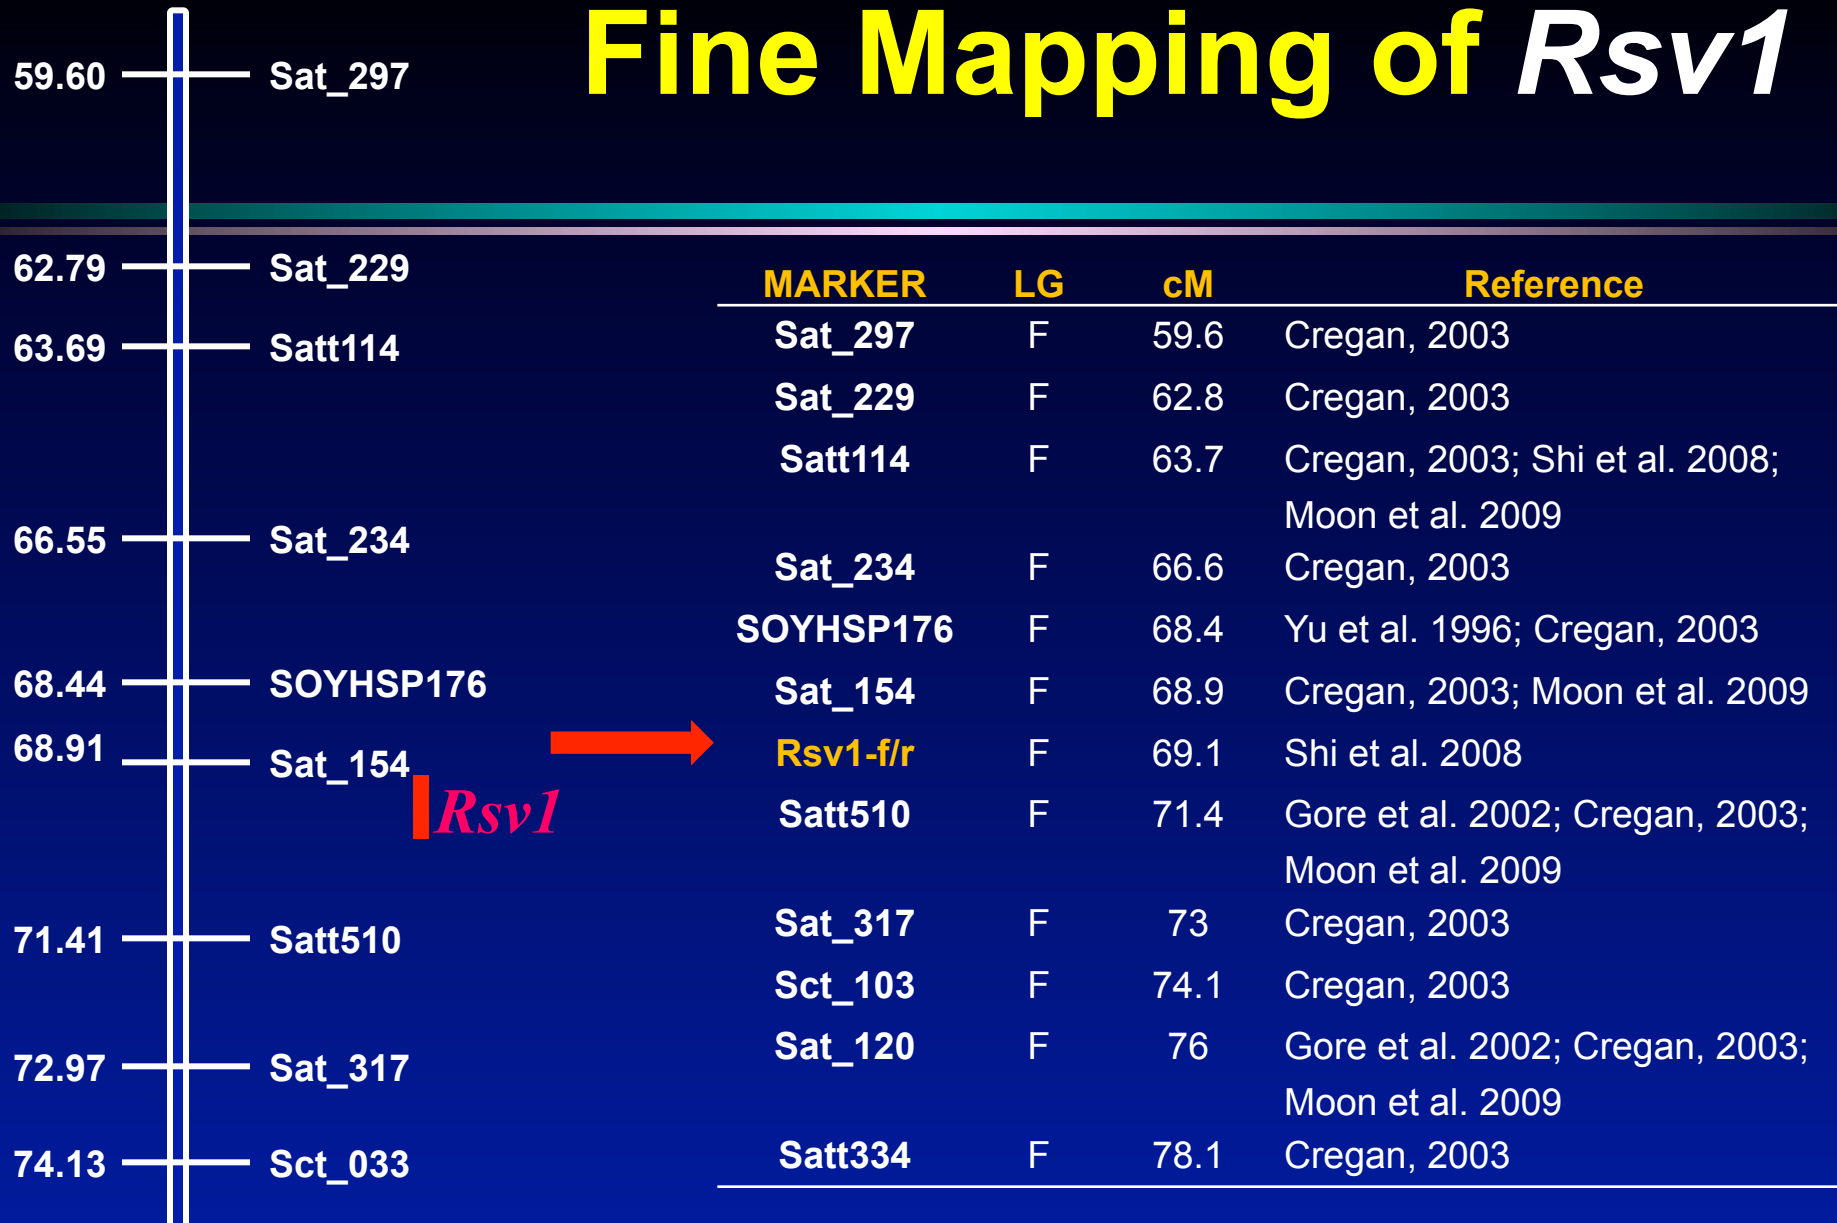 Fine Mapping of Rsv1
59.60 Sat_297
62.79 Sat_229
63.69 Satt114
66.55 Sat_234
68.44 SOYHSP176
68.91 Sat_154
Rsv1
71.41 Satt510
72.97 Sat_317
74.13 Sct_033
MARKER LG cM Reference
Sat_297 F 59.6 Cregan, 2003
Sat_229 F 62.8 Cregan, 2003
Satt114 F 63.7 Cregan, 2003; Shi et al. 2008;
Moon et al. 2009
Sat_234 F 66.6 Cregan, 2003
SOYHSP176 F 68.4 Yu et al. 1996; Cregan, 2003
Sat_154 F 68.9 Cregan, 2003; Moon et al. 2009
Rsv1-f/r F 69.1 Shi et al. 2008
Satt510 F 71.4 Gore et al. 2002; Cregan, 2003;
Moon et al. 2009
Sat_317 F 73 Cregan, 2003
Sct_103 F 74.1 Cregan, 2003
Sat_120 F 76 Gore et al. 2002; Cregan, 2003;
Moon et al. 2009
Satt334 F 78.1 Cregan, 2003